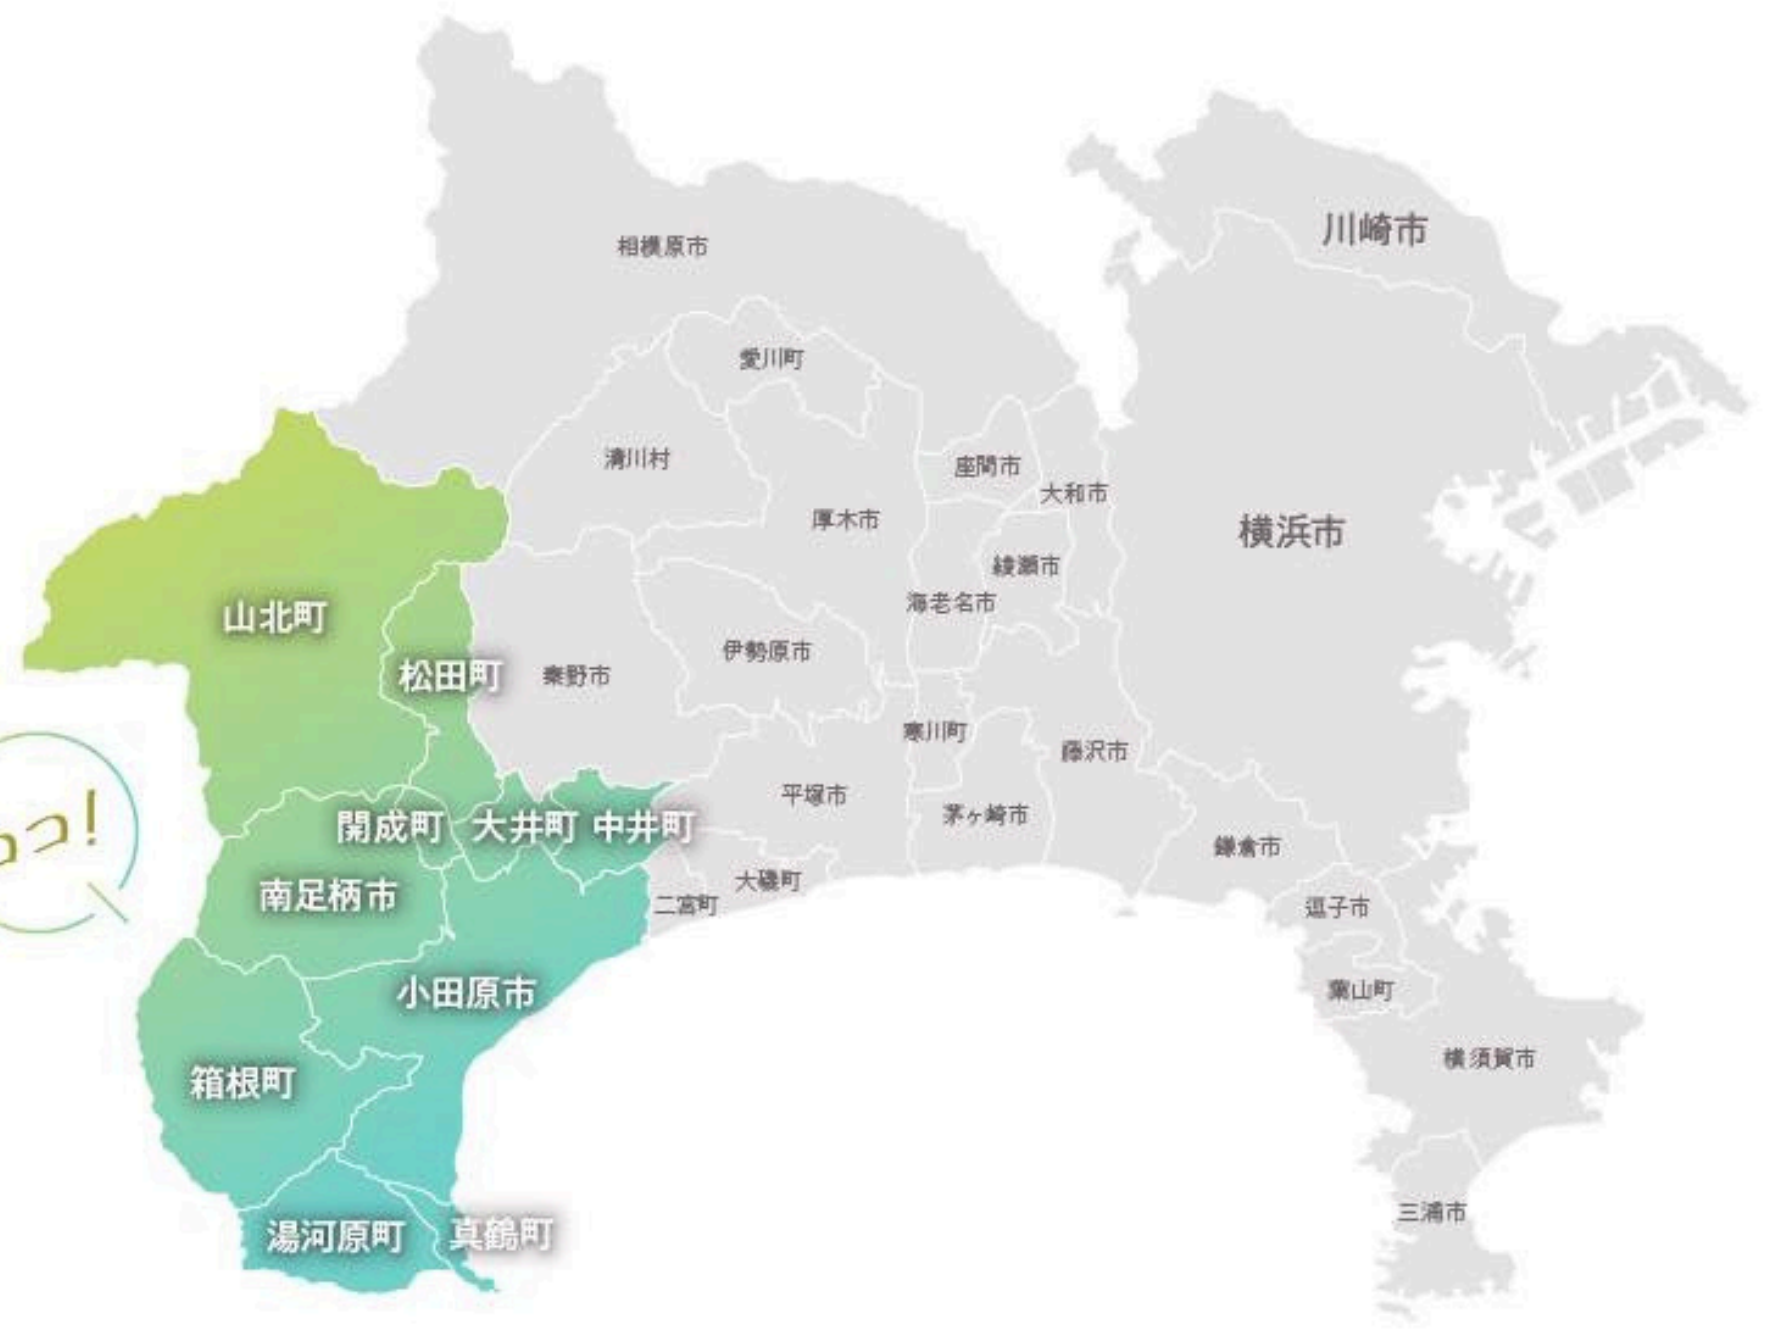 川崎市
相模原市
愛川町
清川村
座間市
大和市
厚木市
横浜市
綾瀬市
海老名市
山北町
伊勢原市
松田町
秦野市
寒川町
藤沢市
平塚市
茅ヶ崎市
開成町
大井町
中井町
鎌倉市
大磯町
南足柄市
二宮町
逗子市
小田原市
葉山町
横須賀市
箱根町
三浦市
湯河原町
真鶴町
コ！